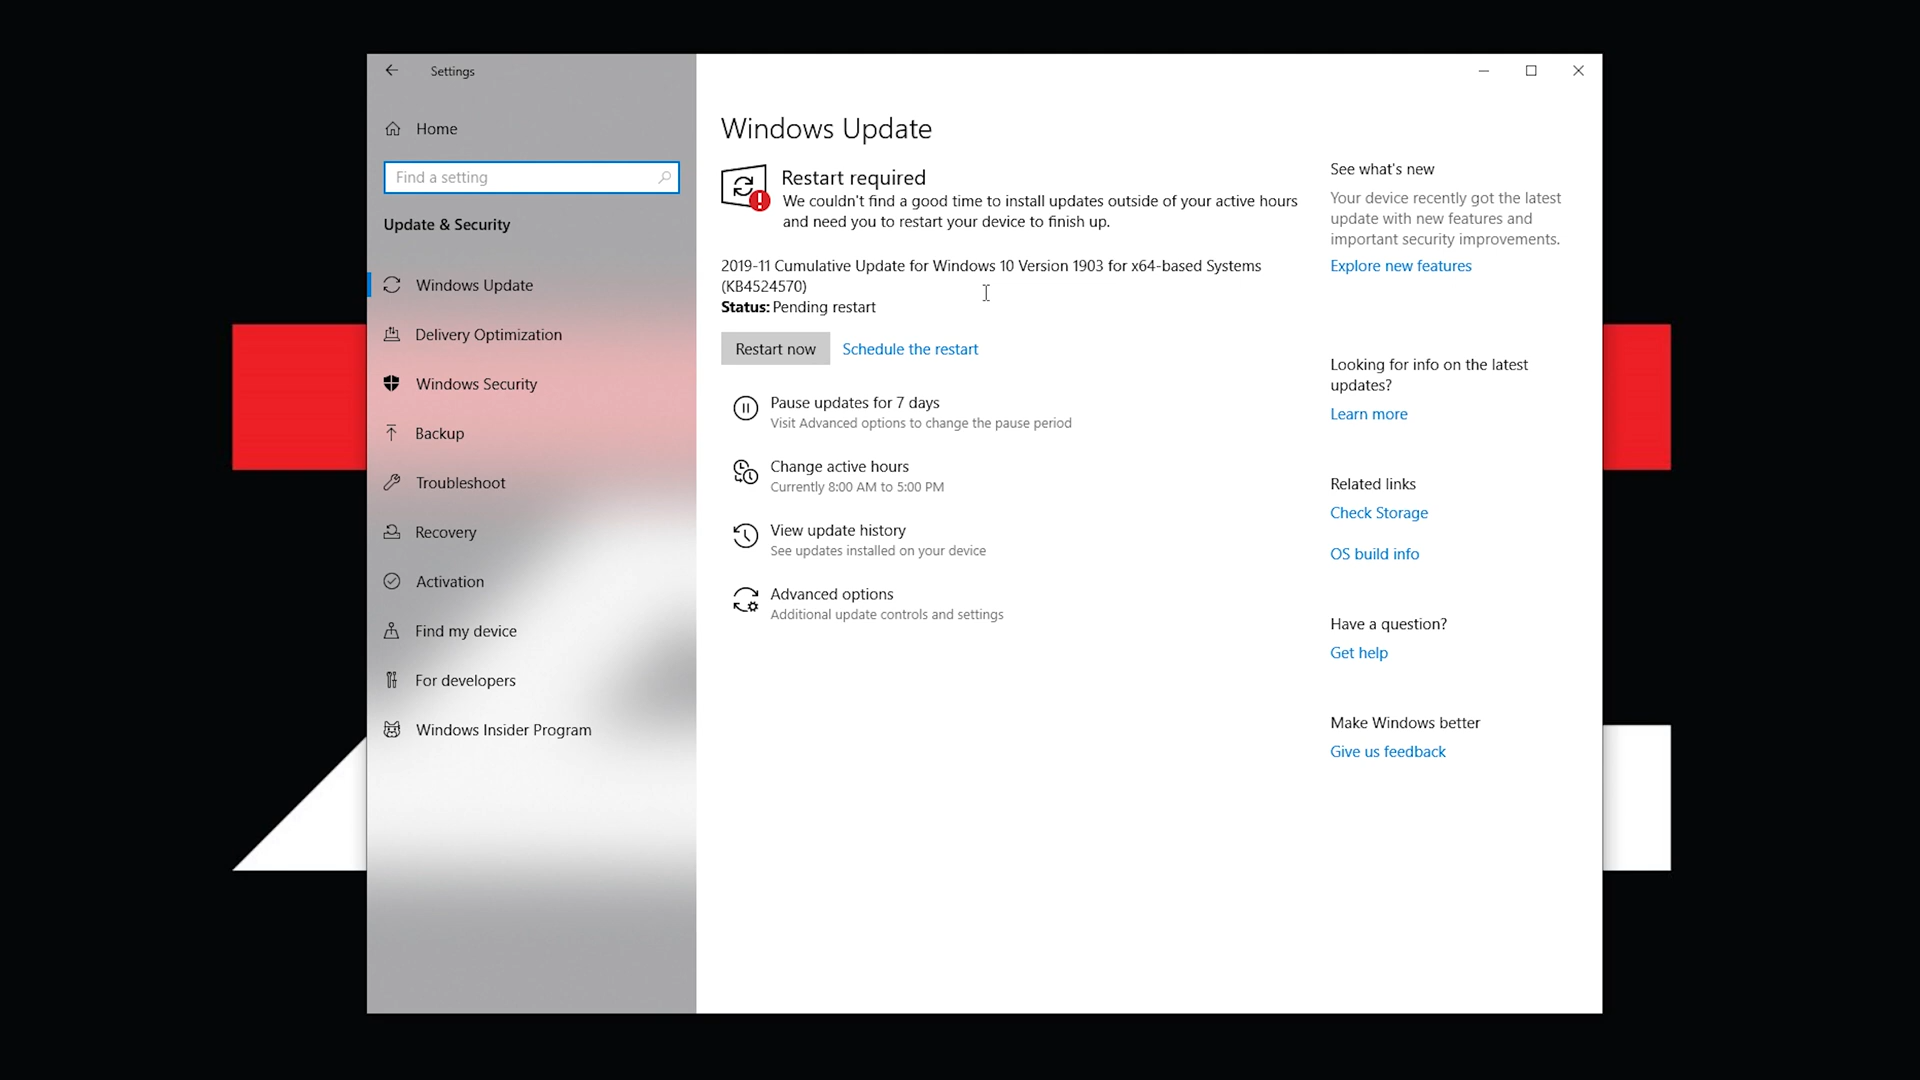 Settings
Home
Find a setting
Update & Security
Windows Update
Delivery Optimization
Windows Security
Backup
Troubleshoot
Recovery
Activation
Find my device
For developers
Windows Insider Program
Windows Update
Restart required
We couldn't find a good time to install updates outside of your active hours
and need you to restart your device to finish up.
2019-11 Cumulative Update for Windows 10 Version 1903 for x64-based Systems
(KB4524570)
Status: Pending restart
Restart now Schedule the restart
Pause updates for 7 days
Visit Advanced options to change the pause period
Change active hours
Currently 8:00 AM to 5:00 PM
View update history
See updates installed on your device
Advanced options
Additional update controls and settings
See what's new
Your device recently got the latest
update with new features and
important security improvements.
Explore new features
Looking for info on the latest
updates?
Learn more
Related links
Check Storage
OS build info
Have a question?
Get help
Make Windows better
Give us feedback